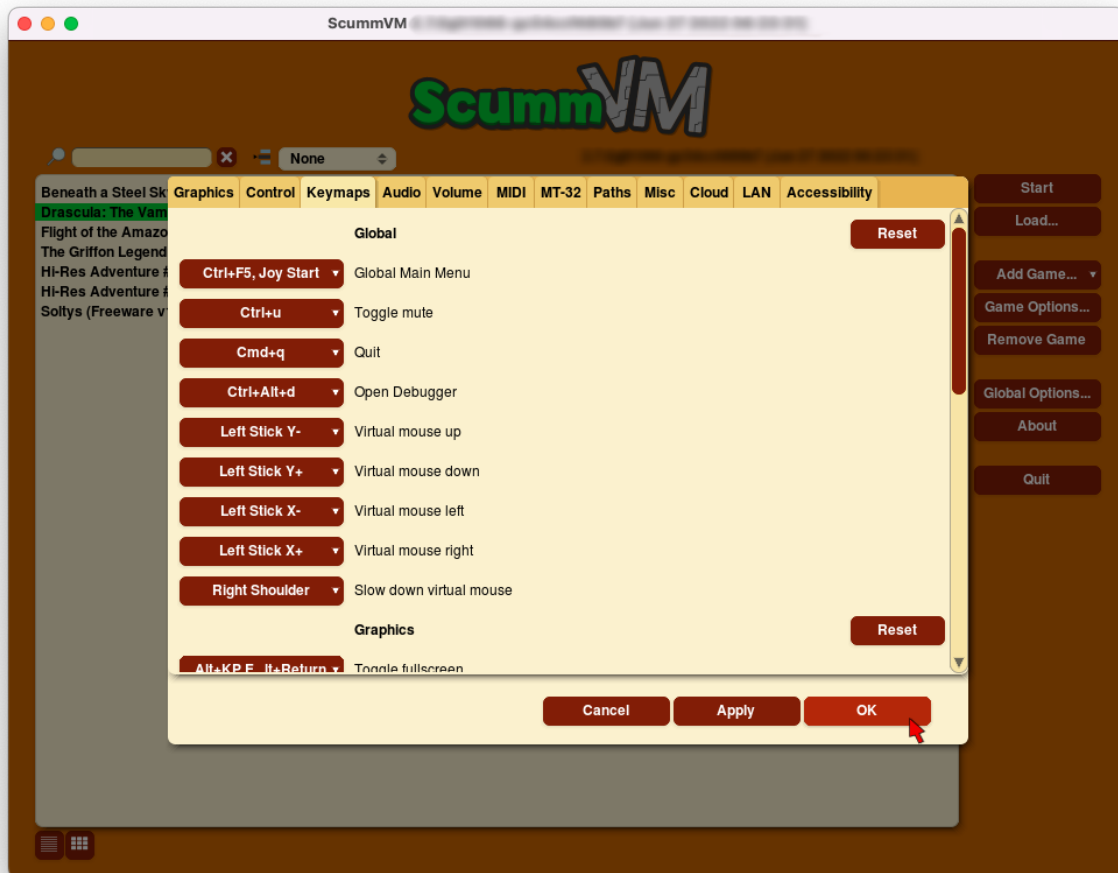 ScummVM
ScummVM
None
Beneath a Steel Sk
Drascula: The Vam
Flight of the Amazo
The Griffon Legend
Hi-Res Adventure #
Hi-Res Adventure #
Soltys (Freeware v
Graphics Control Keymaps Audio Volume MIDI MT-32 Paths Misc Cloud LAN Accessibility
Global Reset
Ctrl+F5, Joy Start Global Main Menu
Ctrl+u Toggle mute
Cmd+q Quit
Ctrl+Alt+d Open Debugger
Left Stick Y- Virtual mouse up
Left Stick Y+ Virtual mouse down
Left Stick X- Virtual mouse left
Left Stick X+ Virtual mouse right
Right Shoulder Slow down virtual mouse
Graphics Reset
Alt+KP E lt+Return Toggle fullscreen
Cancel Apply OK
Start
Load...
Add Game...
Game Options...
Remove Game
Global Options...
About
Quit